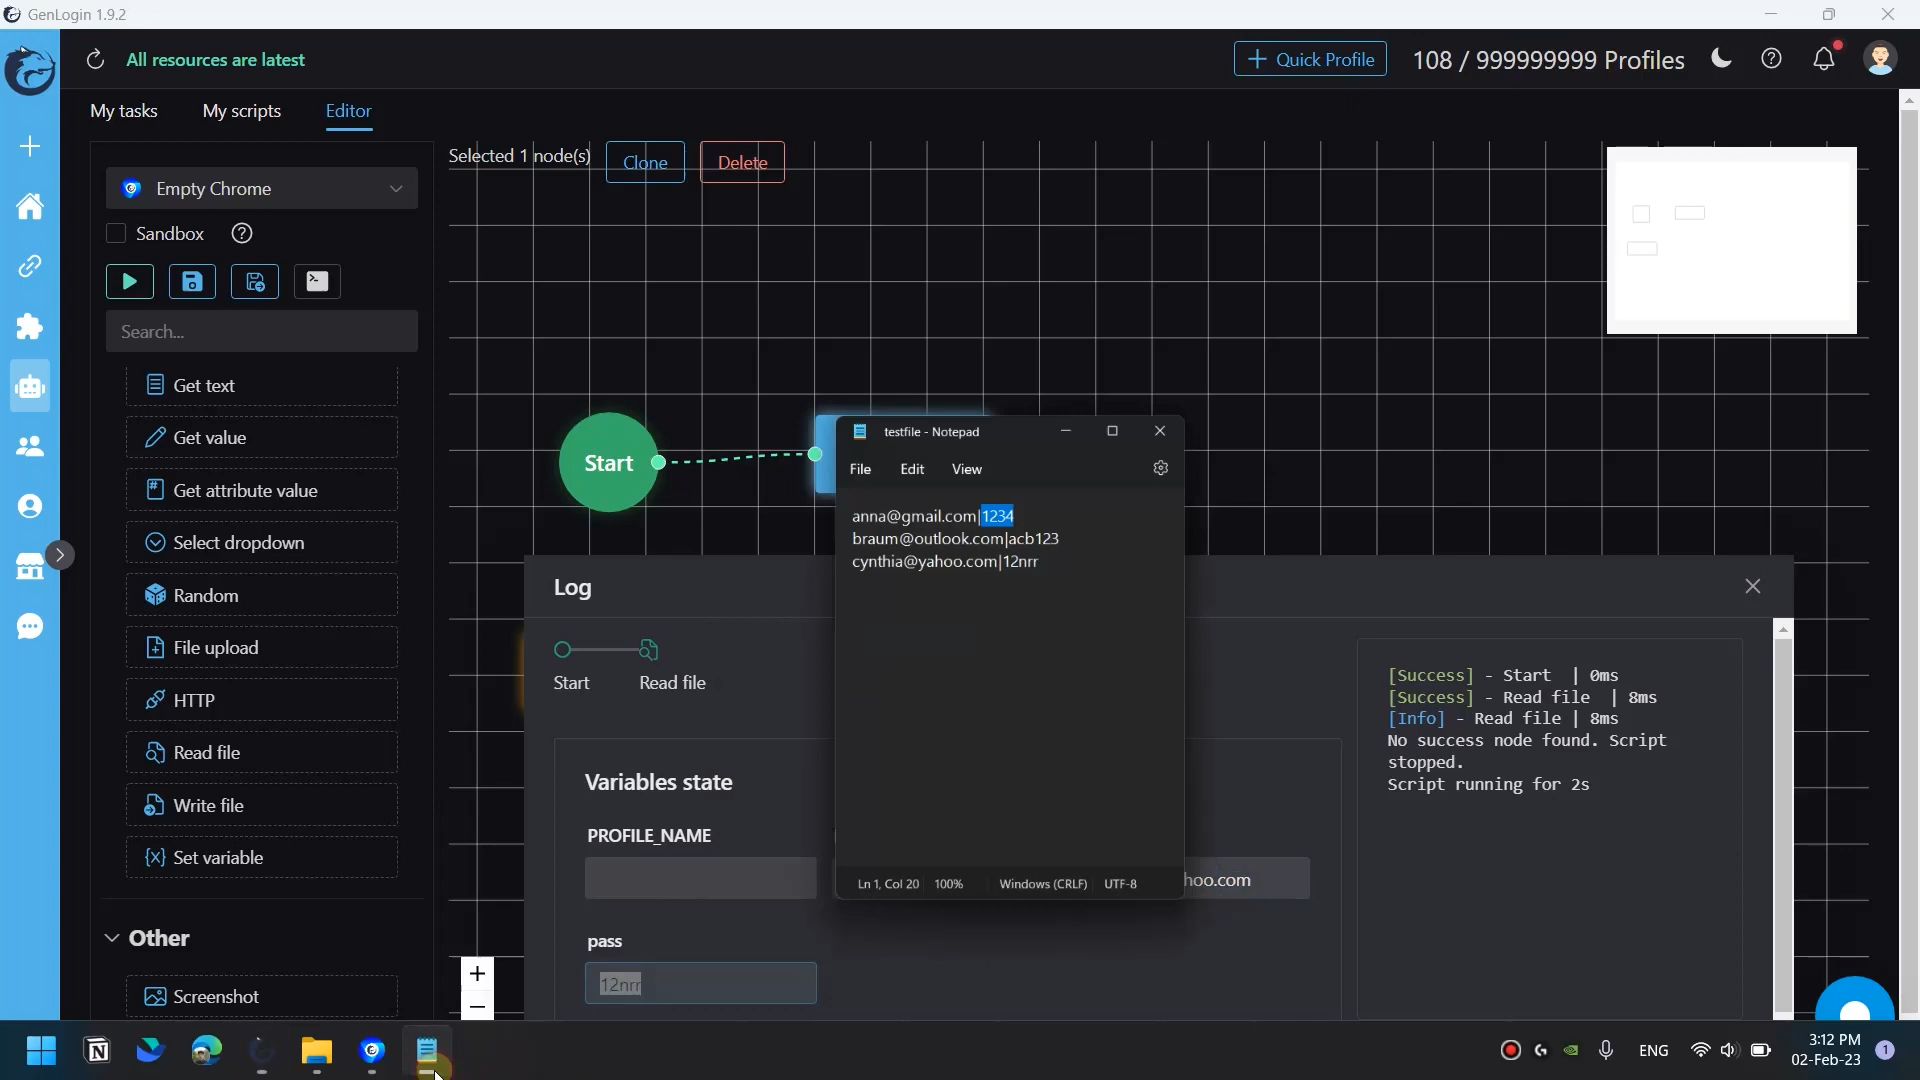 GenLogin 1.9.2
All resources are latest
Quick Profile
108 / 999999999 Profiles
My tasks
My scripts
Editor
Selected 1 node(s)
Clone
Delete
Empty Chrome
Sandbox
Search...
Get text
Get value
Get attribute value
Select dropdown
Random
File upload
HTTP
Read file
Write file
Set variable
Other
Screenshot
Start
testfile - Notepad
File
Edit
View
anna@gmail.com|1234
braum@outlook.com|acb123
cynthia@yahoo.com|12nrr
Ln 1, Col 20
100%
Windows (CRLF)
UTF-8
Log
Start
Read file
Variables state
PROFILE_NAME
hoo.com
pass
12nrr
[Success] - Start | 0ms
[Success] - Read file | 8ms
[Info] - Read file | 8ms
No success node found. Script
stopped.
Script running for 2s
ENG
3:12 PM
02-Feb-23
1